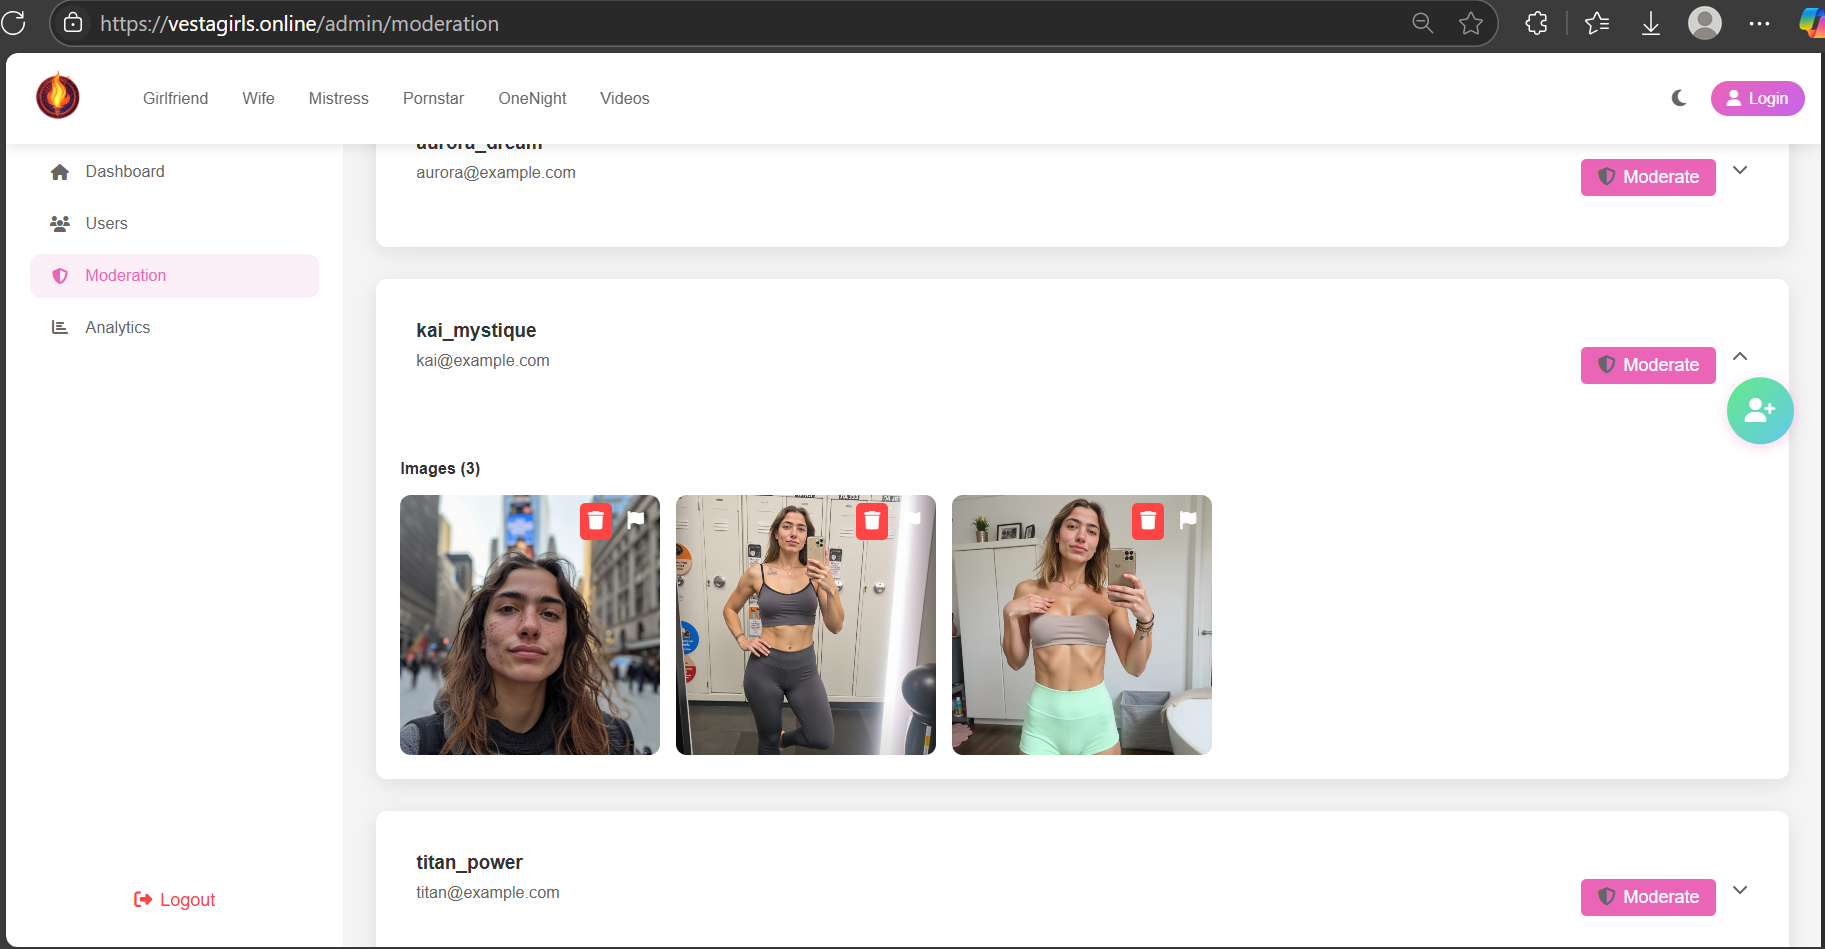 https://vestagirls.online/admin/moderation
Girlfriend Wife Mistress Pornstar OneNight Videos
Login
Dashboard
Users
Moderation
Analytics
Logout
aurora_dream
aurora@example.com
Moderate
kai_mystique
kai@example.com
Moderate
Images (3)
titan_power
titan@example.com
Moderate